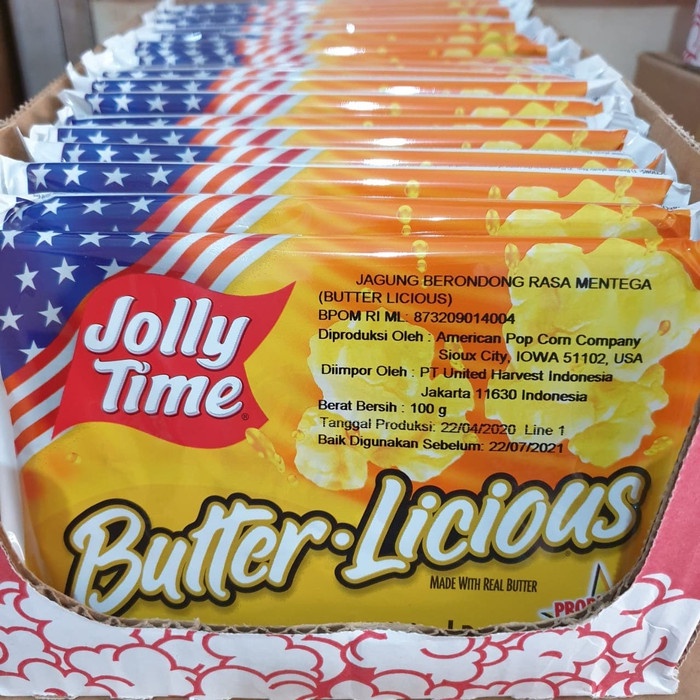 Jolly
Time
JAGUNG BERONDONG RASA MENTEGA
(BUTTER LICIOUS)
BPOM RI ML: 873209014004
Diproduksi Oleh : American Pop Corn Company
Sioux City, IOWA 51102, USA
Diimpor Oleh : PT United Harvest Indonesia
Jakarta 11630 Indonesia
Berat Bersih : 100 g
Tanggal Produksi: 22/04/2020 Line 1
Baik Digunakan Sebelum: 22/07/2021
Butter·Licious
MADE WITH REAL BUTTER